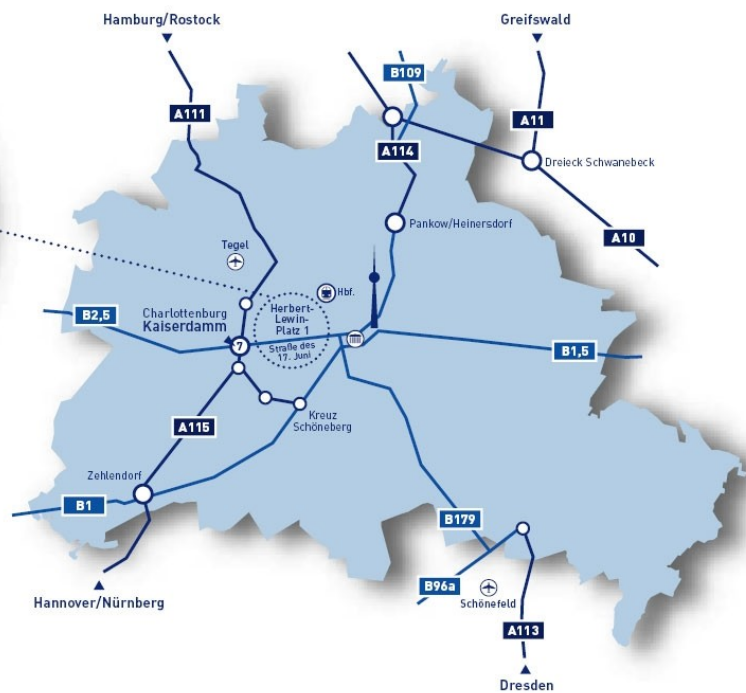 Hamburg/Rostock
Greifswald
B109
A111
A11
A114
Dreieck Schwanebeck
Pankow/Heinersdorf
A10
Tegel
Hbf.
B2,5
Charlottenburg
Kaiserdamm
7
Herbert-
Lewin-
Platz 1
Straße des
17. Juni
B1,5
A115
Kreuz
Schöneberg
Zehlendorf
B1
B179
B96a
Schönefeld
Hannover/Nürnberg
A113
Dresden